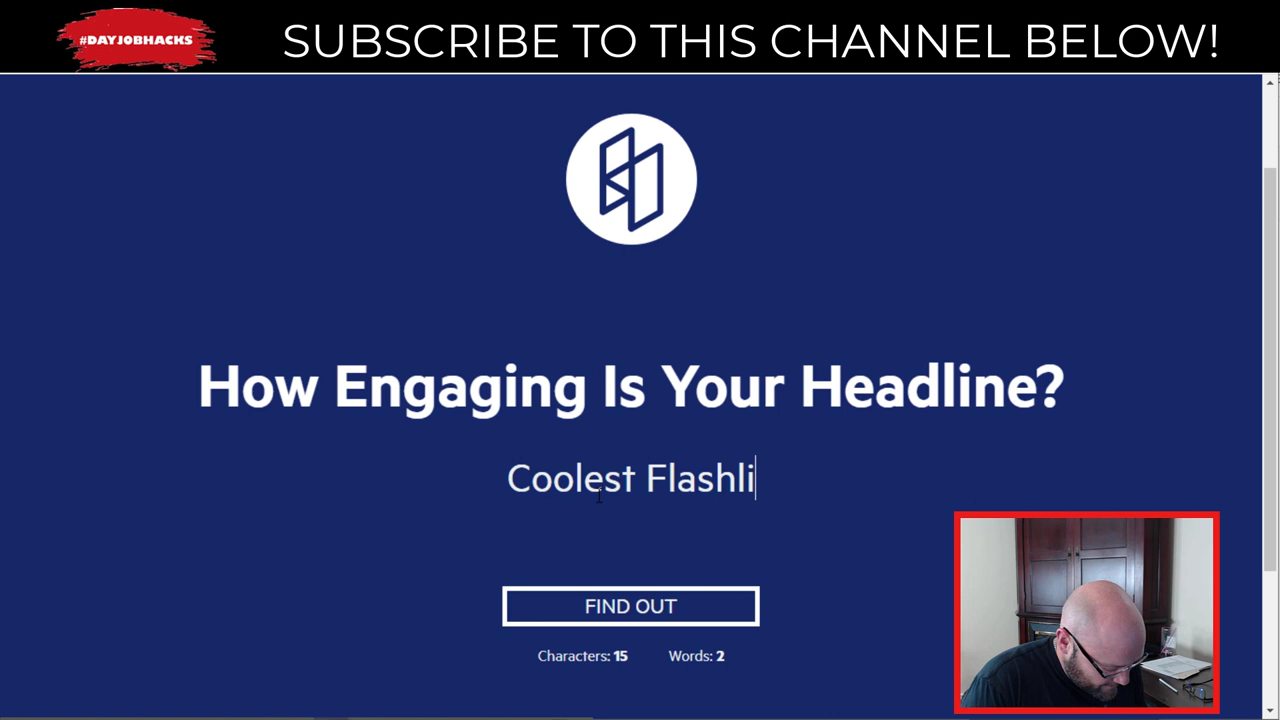 #DAYJOBHACKS
SUBSCRIBE TO THIS CHANNEL BELOW!
How Engaging Is Your Headline?
Coolest Flashli
FIND OUT
Characters: 15 Words: 2